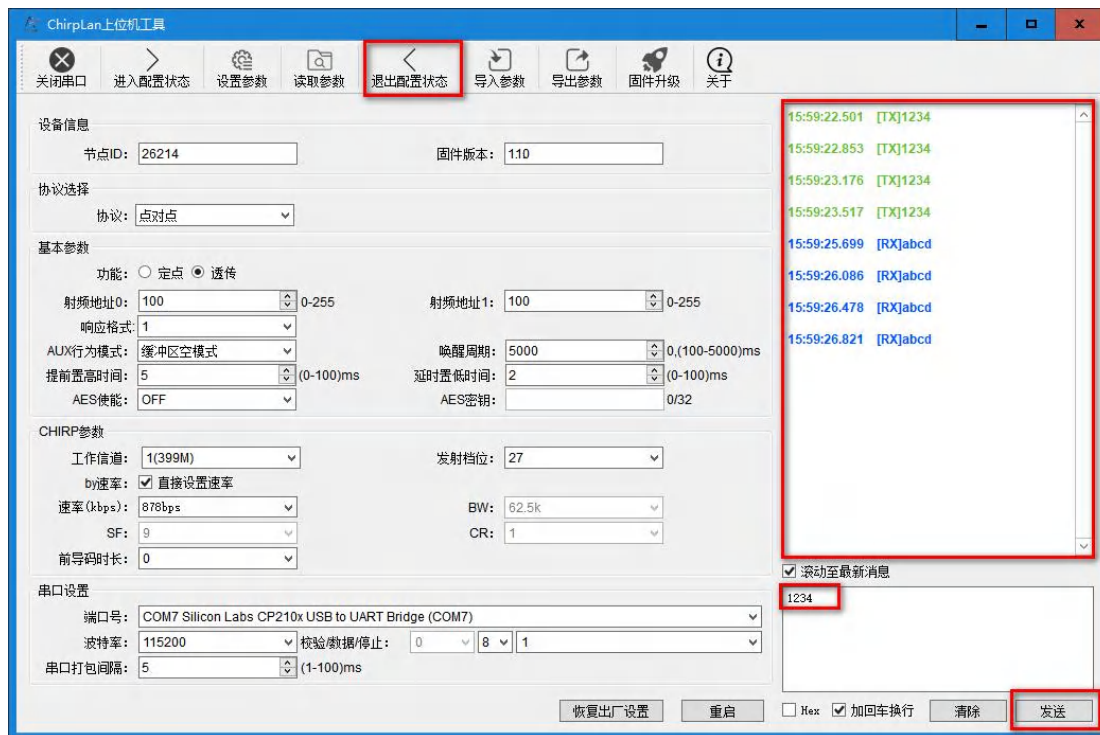 ChirpLan上位机工具
关闭串口 进入配置状态 设置参数 读取参数 退出配置状态 导入参数 导出参数 固件升级 关于
设备信息
节点ID: 26214 固件版本: 1.10
协议选择
协议: 点对点
基本参数
功能: 定点 透传
射频地址0: 100 0-255 射频地址1: 100 0-255
响应格式: 1
AUX行为模式: 缓冲区空模式 唤醒周期: 5000 0,(100-5000)ms
提前置高时间: 5 (0-100)ms 延时置低时间: 2 (0-100)ms
AES使能: OFF AES密钥: 0/32
CHIRP参数
工作信道: 1(399M) 发射档位: 27
by速率: 直接设置速率
速率(kbps): 878bps BW: 62.5k
SF: 9 CR: 1
前导码时长: 0
串口设置
端口号: COM7 Silicon Labs CP210x USB to UART Bridge (COM7)
波特率: 115200 校验/数据/停止: 0 8 1
串口打包间隔: 5 (1-100)ms
恢复出厂设置 重启
15:59:22.501 [TX]1234
15:59:22.853 [TX]1234
15:59:23.176 [TX]1234
15:59:23.517 [TX]1234
15:59:25.699 [RX]abcd
15:59:26.086 [RX]abcd
15:59:26.478 [RX]abcd
15:59:26.821 [RX]abcd
滚动至最新消息
1234
Hex 加回车换行 清除 发送